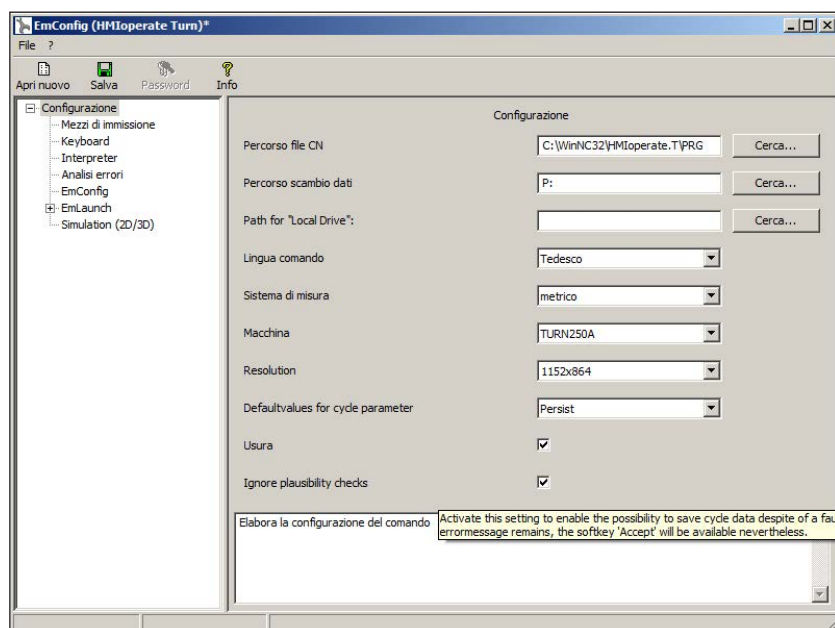 EmConfig (HMIoperate Turn)*
File ?
Apri nuovo Salva Password Info
Configurazione
Mezzi di immissione
Keyboard
Interpreter
Analisi errori
EmConfig
EmLaunch
Simulation (2D/3D)
Configurazione
Percorso file CN C:\WinNC32\HMIoperate.T\PRG Cerca...
Percorso scambio dati P: Cerca...
Path for "Local Drive": Cerca...
Lingua comando Tedesco
Sistema di misura metrico
Macchina TURN250A
Resolution 1152x864
Defaultvalues for cycle parameter Persist
Usura
Ignore plausibility checks
Elabora la configurazione del comando
Activate this setting to enable the possibility to save cycle data despite of a fau
errormessage remains, the softkey 'Accept' will be available nevertheless.